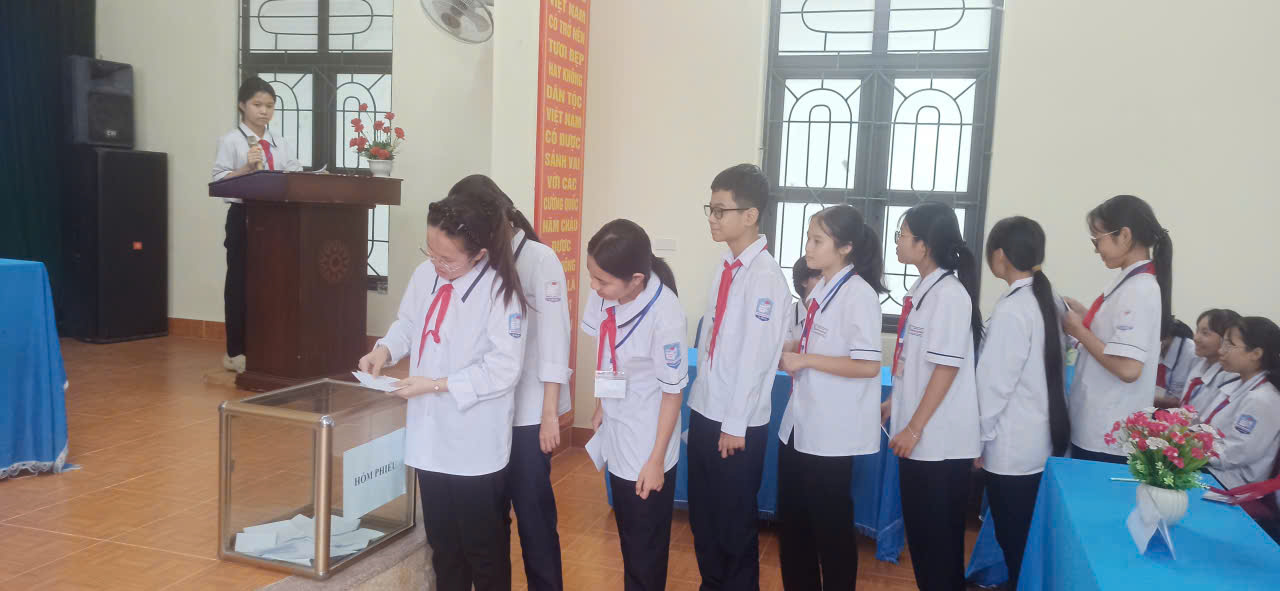 VIỆT NAM
CÓ TRỞ NÊN
TƯƠI ĐẸP
HAY KHÔNG
DÂN TỘC
VIỆT NAM
CÓ ĐƯỢC
SÁNH VAI
VỚI CÁC
CƯỜNG QUỐC
NĂM CHÂU
ĐƯỢC
HÒM PHIẾU